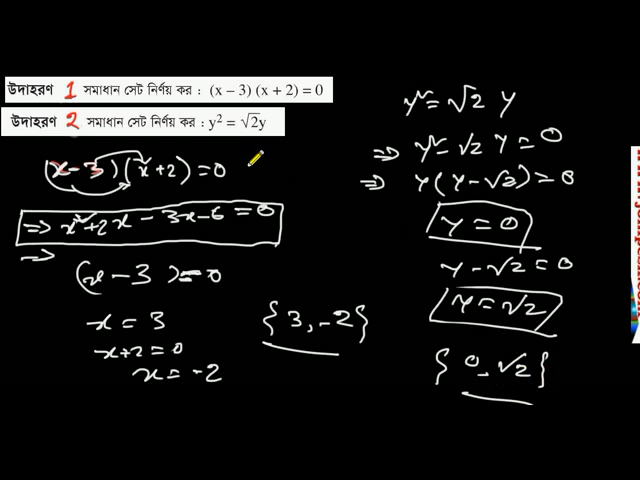 উদাহরণ 1 সমাধান সেট নির্ণয় কর : (x – 3) (x + 2) = 0
উদাহরণ 2 সমাধান সেট নির্ণয় কর : y² = √2y
(x - 3)(x + 2) = 0
⇒ x² + 2x - 3x - 6 = 0
⇒
(x - 3) = 0
x = 3
x + 2 = 0
x = -2
{3, -2}
y² = √2 y
⇒ y² - √2 y = 0
⇒ y(y - √2) = 0
y = 0
y - √2 = 0
y = √2
{0, √2}